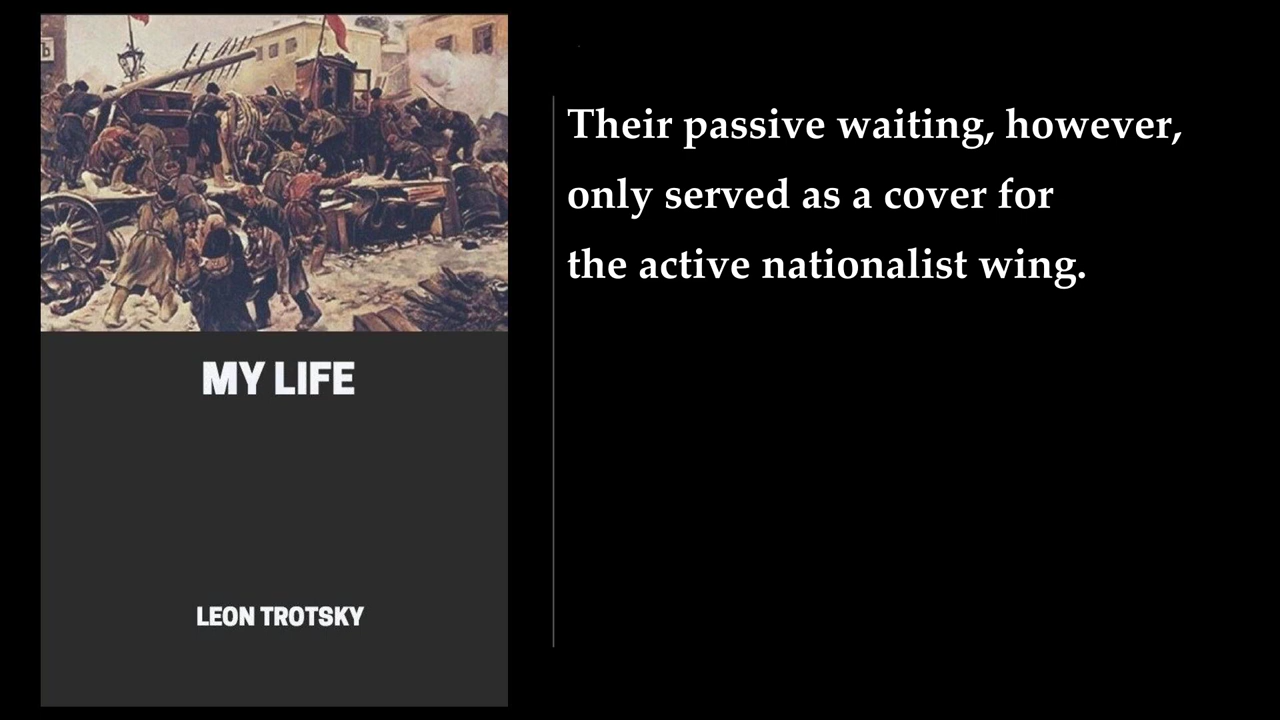 MY LIFE
LEON TROTSKY
Their passive waiting, however,
only served as a cover for
the active nationalist wing.